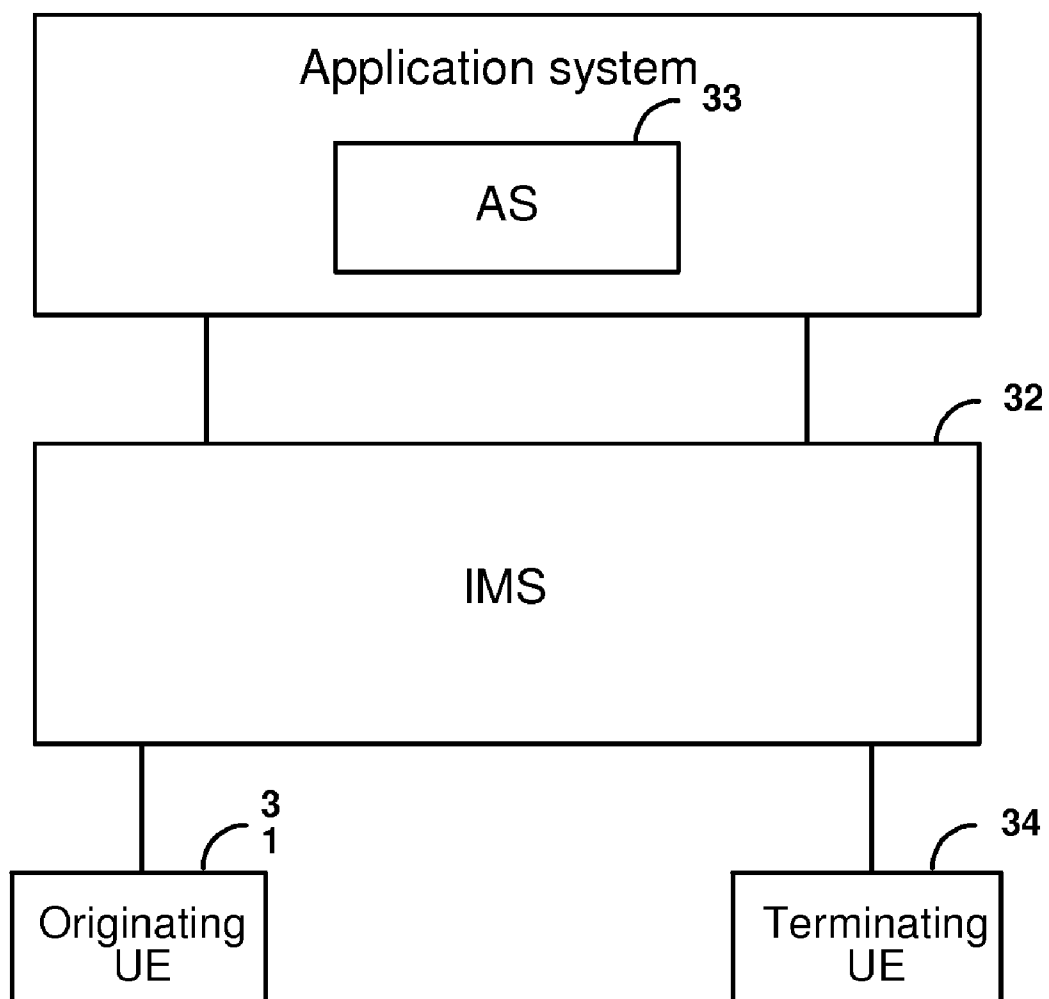 Application system
33
AS
32
IMS
3
1
34
Originating
UE
Terminating
UE